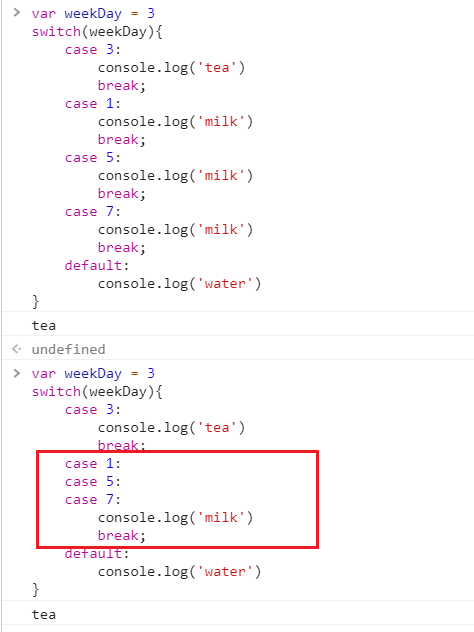 > var weekDay = 3
switch(weekDay){
    case 3:
        console.log('tea')
        break;
    case 1:
        console.log('milk')
        break;
    case 5:
        console.log('milk')
        break;
    case 7:
        console.log('milk')
        break;
    default:
        console.log('water')
}
tea
undefined
> var weekDay = 3
switch(weekDay){
    case 3:
        console.log('tea')
        break;
    case 1:
    case 5:
    case 7:
        console.log('milk')
        break;
    default:
        console.log('water')
}
tea